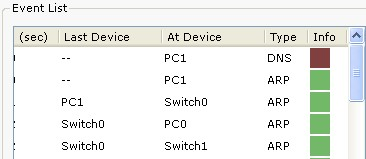 Event List
(sec) Last Device At Device Type Info
-- PC1 DNS
-- PC1 ARP
PC1 Switch0 ARP
Switch0 PC0 ARP
Switch0 Switch1 ARP